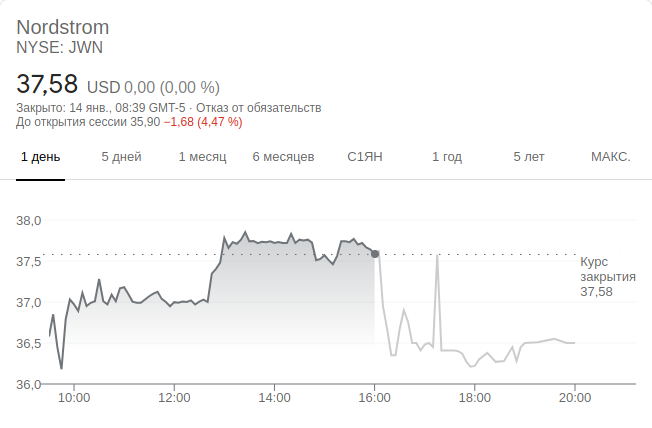 Nordstrom
NYSE: JWN
37,58 USD 0,00 (0,00 %)
Закрыто: 14 янв., 08:39 GMT-5 · Отказ от обязательств
До открытия сессии 35,90 −1,68 (4,47 %)
1 день 5 дней 1 месяц 6 месяцев С1ЯН 1 год 5 лет МАКС.
38,0
37,5
37,0
36,5
36,0
Курс
закрытия
37,58
10:00 12:00 14:00 16:00 18:00 20:00